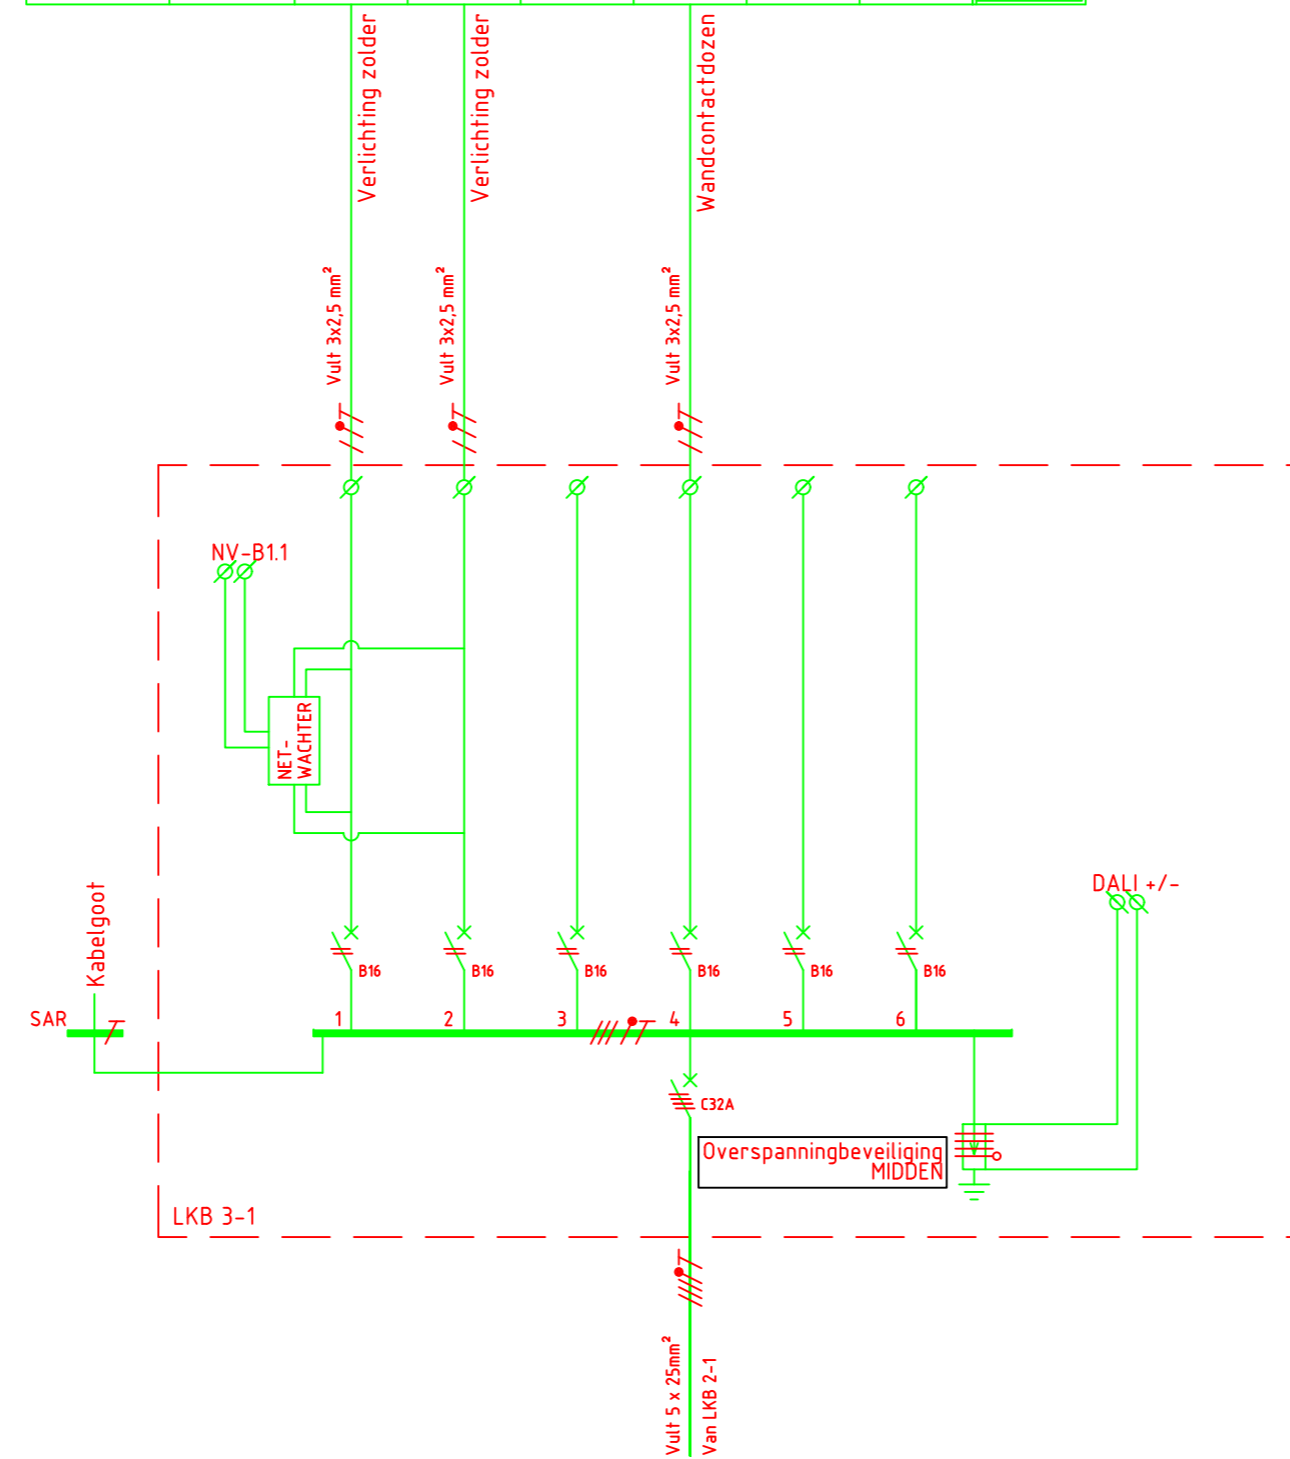 Verlichting zolder
Verlichting zolder
Wandcontactdozen
Vult 3x2,5 mm²
Vult 3x2,5 mm²
Vult 3x2,5 mm²
NV-B1.1
NET-
WACHTER
DALI +/-
Kabelgoot
B16
B16
B16
B16
B16
B16
SAR
1
2
3
4
5
6
C32A
Overspanningbeveiliging
MIDDEN
LKB 3-1
Vult 5 x 25mm²
Van LKB 2-1